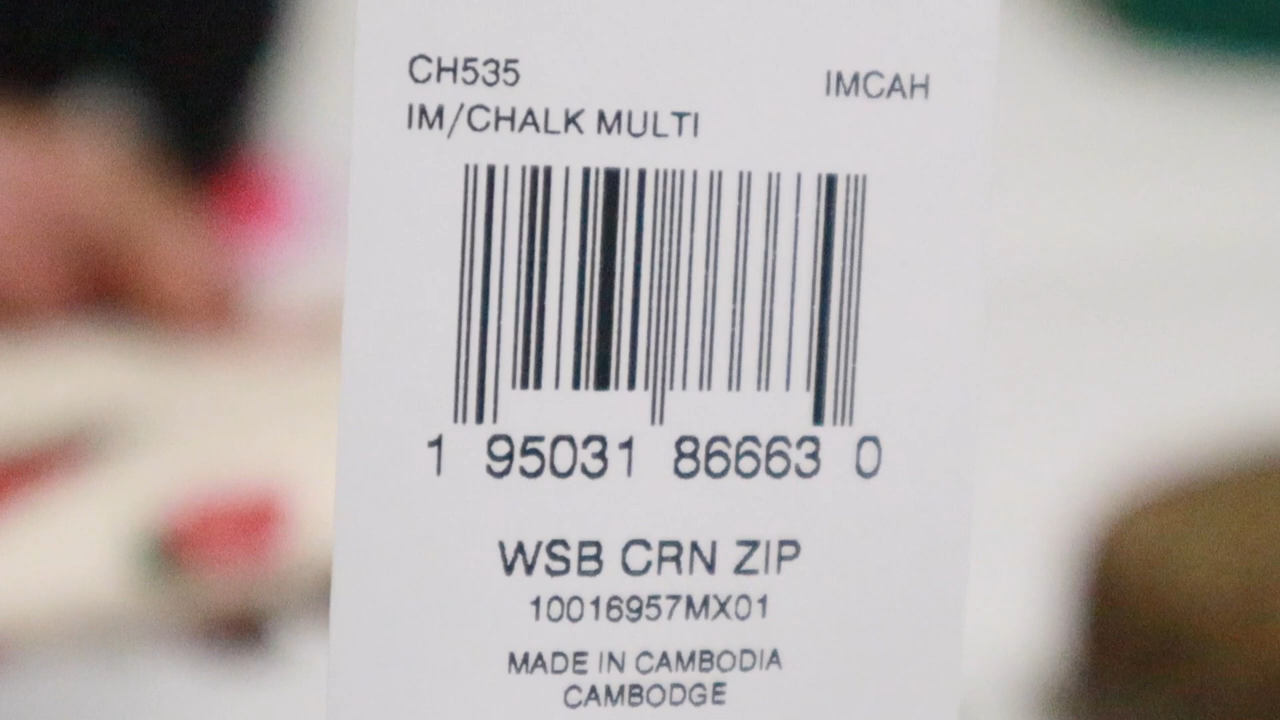 CH535 IMCAH
IM/CHALK MULTI
1 95031 86663 0
WSB CRN ZIP
10016957MX01
MADE IN CAMBODIA
CAMBODGE